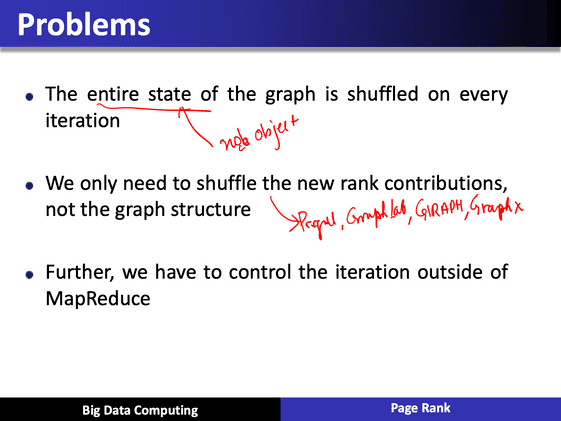 Problems
The entire state of the graph is shuffled on every
iteration
node object
We only need to shuffle the new rank contributions,
not the graph structure
Pregel, GraphLab, GIRAPH, GraphX
Further, we have to control the iteration outside of
MapReduce
Big Data Computing
Page Rank